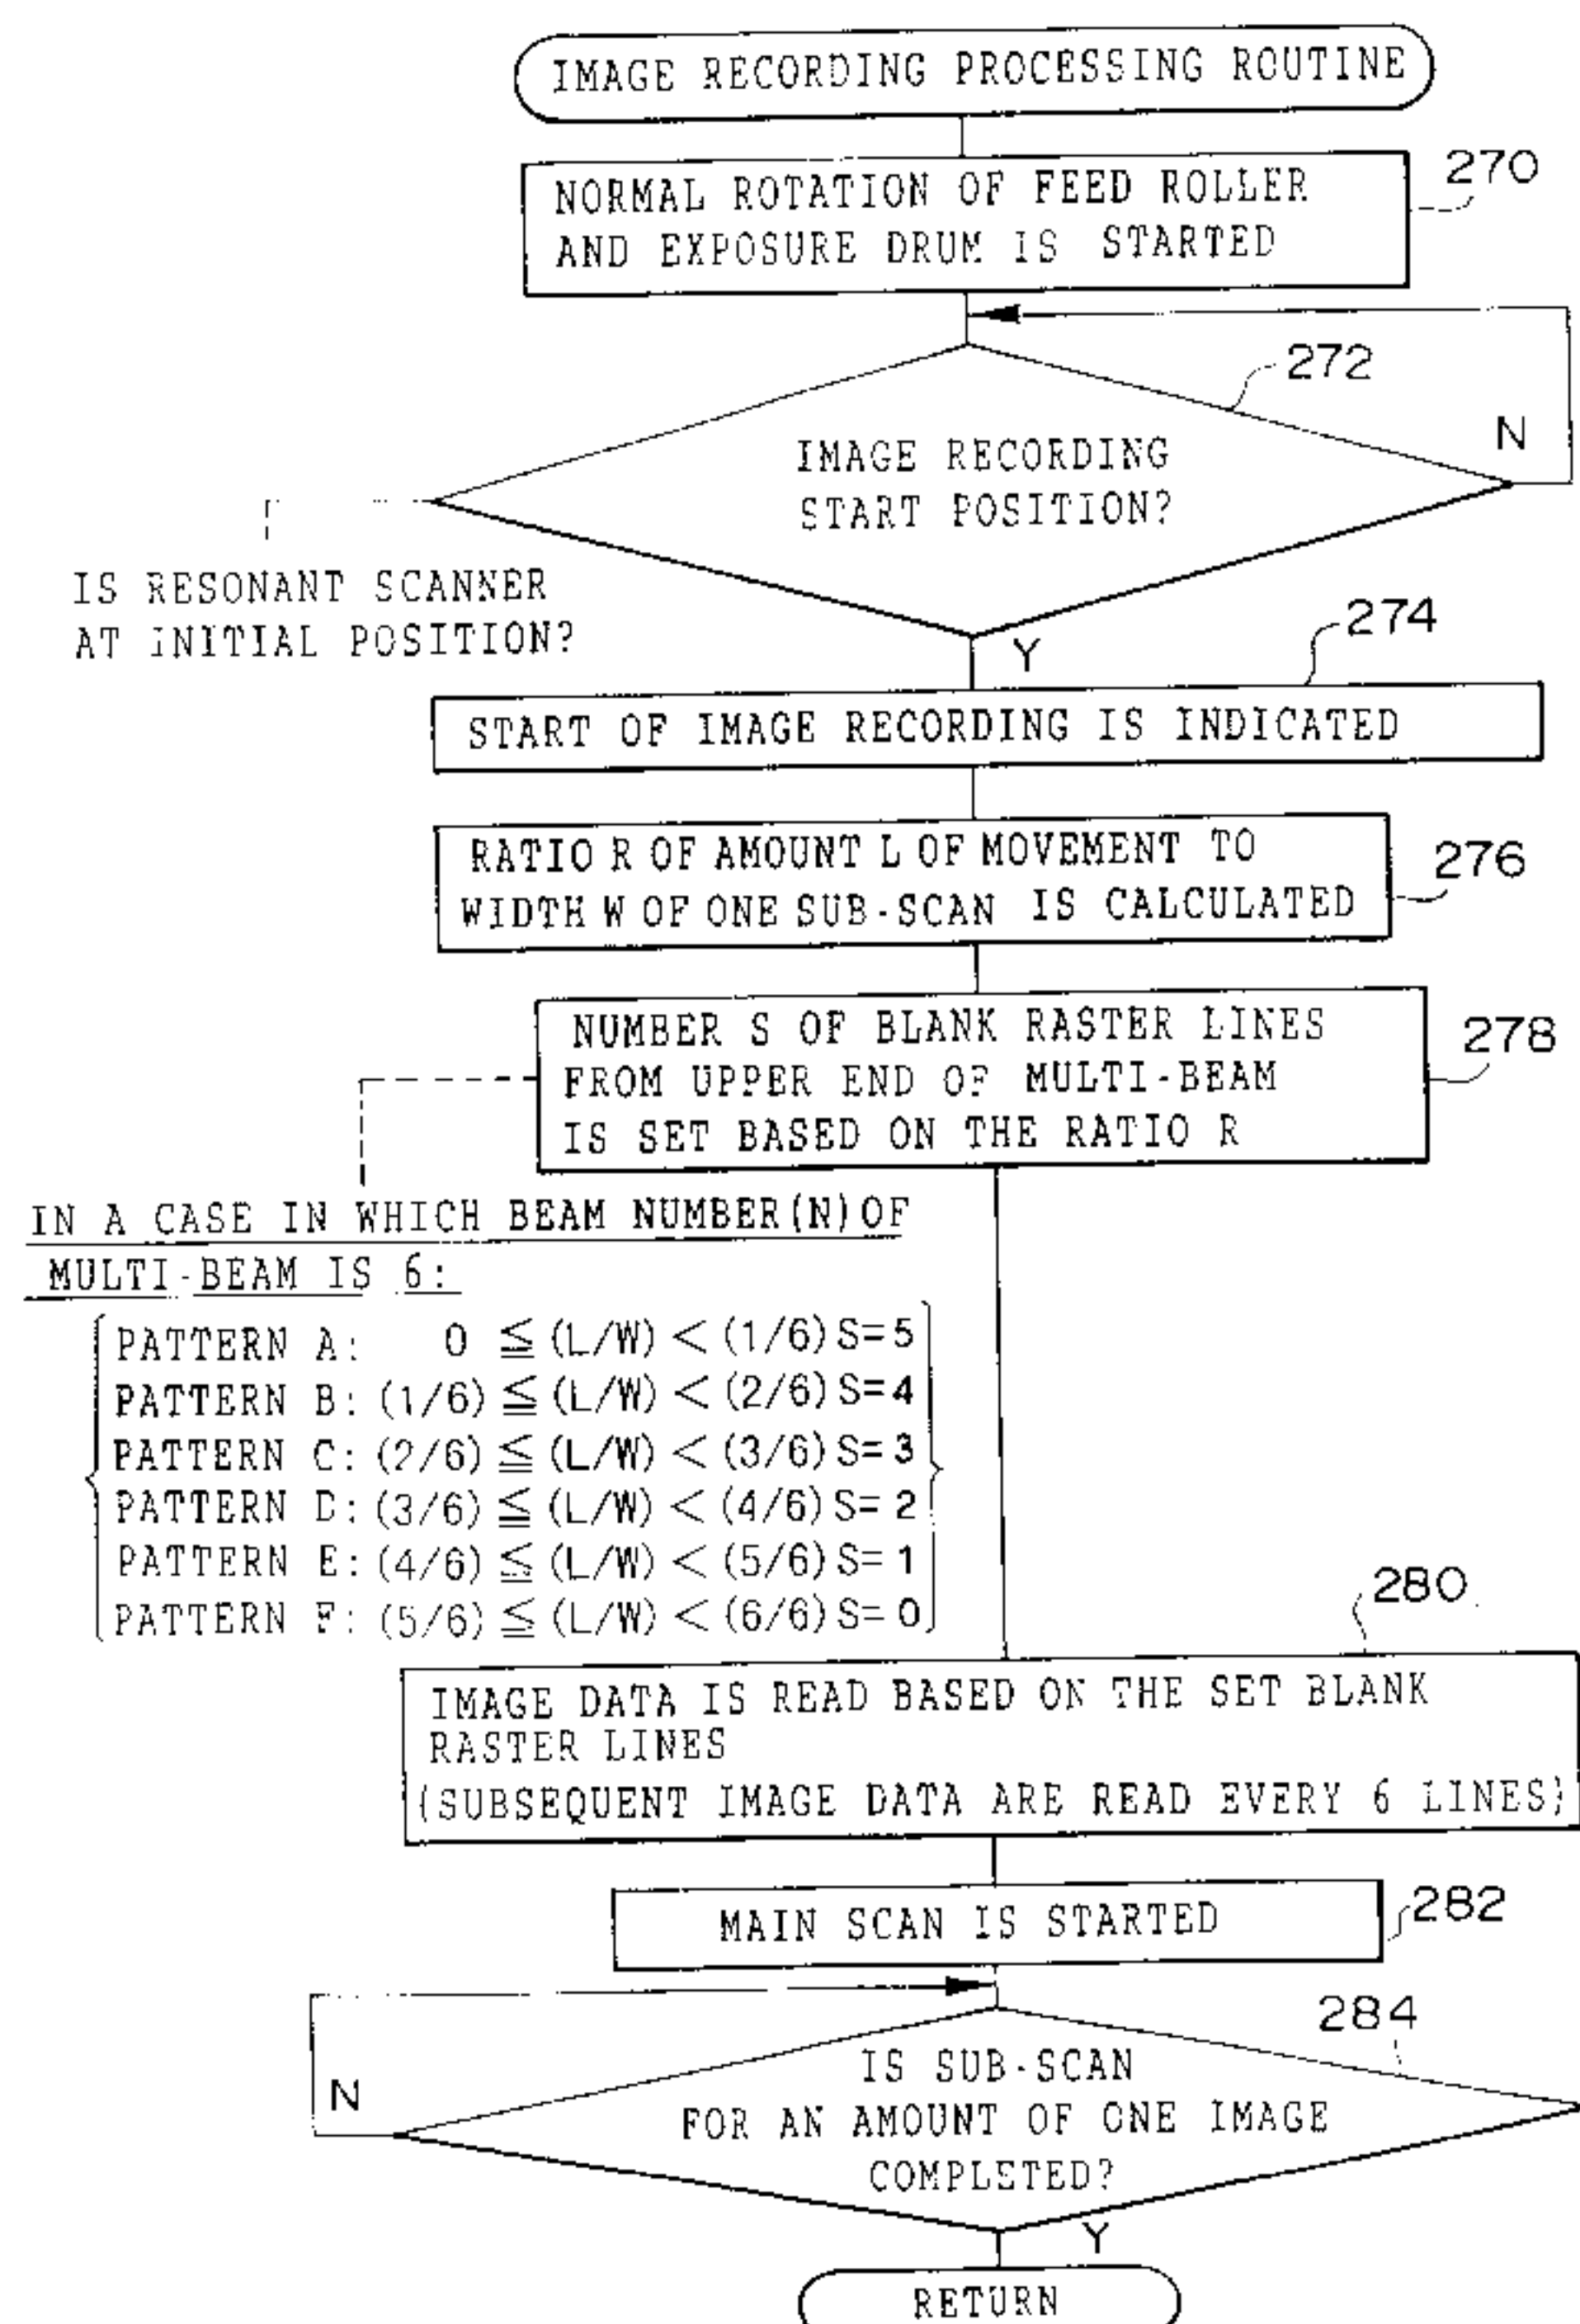 IMAGE RECORDING PROCESSING ROUTINE
270
NORMAL ROTATION OF FEED ROLLER
AND EXPOSURE DRUM IS STARTED
272
N
IMAGE RECORDING
START POSITION?
IS RESONANT SCANNER
AT INITIAL POSITION?
Y
274
START OF IMAGE RECORDING IS INDICATED
RATIO R OF AMOUNT L OF MOVEMENT TO
WIDTH W OF ONE SUB-SCAN IS CALCULATED
276
NUMBER S OF BLANK RASTER LINES
FROM UPPER END OF MULTI-BEAM
IS SET BASED ON THE RATIO R
278
IN A CASE IN WHICH BEAM NUMBER(N)OF
MULTI-BEAM IS 6:
PATTERN A: 0 ≦ (L/W) < (1/6) S=5
PATTERN B: (1/6) ≦ (L/W) < (2/6) S=4
PATTERN C: (2/6) ≦ (L/W) < (3/6) S=3
PATTERN D: (3/6) ≦ (L/W) < (4/6) S=2
PATTERN E: (4/6) ≦ (L/W) < (5/6) S=1
PATTERN F: (5/6) ≦ (L/W) < (6/6) S=0
280
IMAGE DATA IS READ BASED ON THE SET BLANK
RASTER LINES
(SUBSEQUENT IMAGE DATA ARE READ EVERY 6 LINES)
MAIN SCAN IS STARTED
282
284
N
IS SUB-SCAN
FOR AN AMOUNT OF ONE IMAGE
COMPLETED?
Y
RETURN